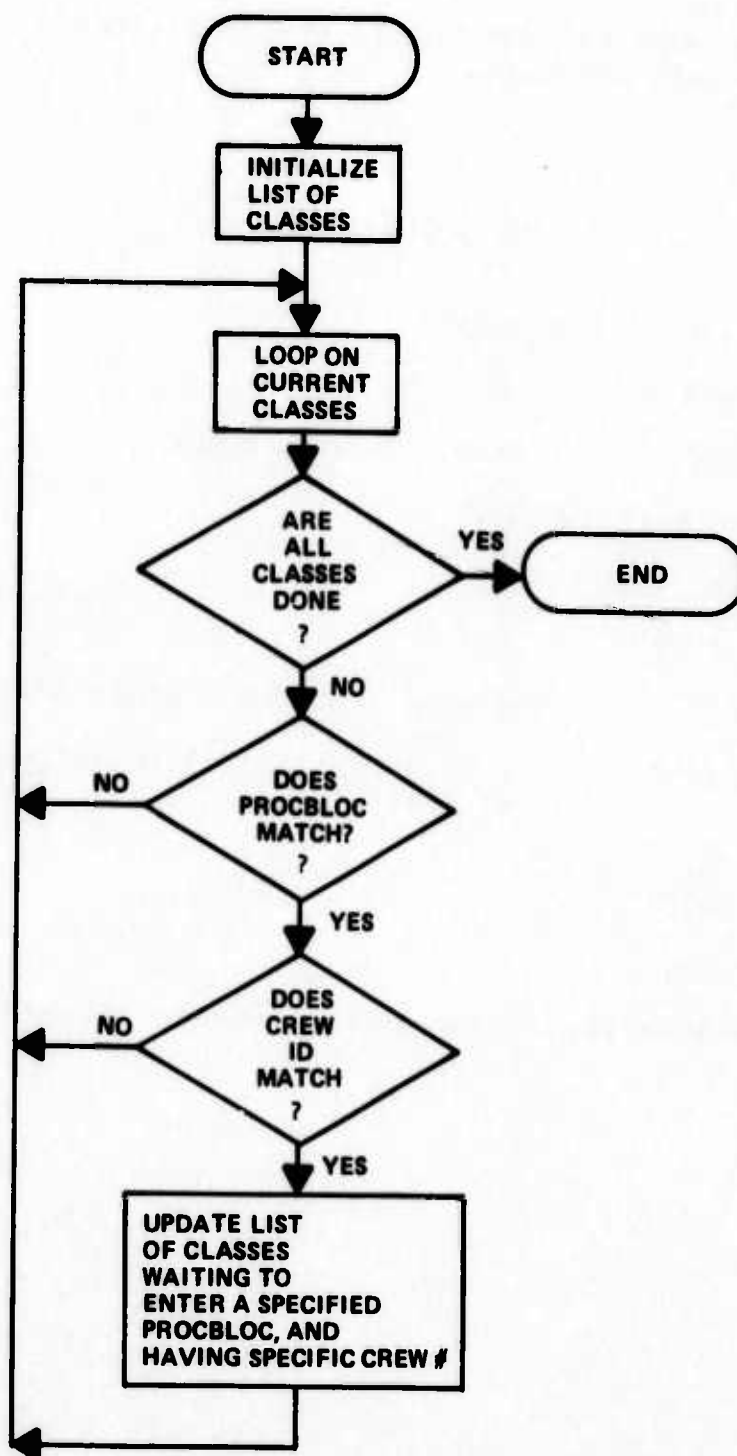 START
INITIALIZE
LIST OF
CLASSES
LOOP ON
CURRENT
CLASSES
ARE
ALL
CLASSES
DONE
?
YES
END
NO
DOES
PROCBLOC
MATCH?
?
NO
YES
DOES
CREW
ID
MATCH
?
NO
YES
UPDATE LIST
OF CLASSES
WAITING TO
ENTER A SPECIFIED
PROCBLOC, AND
HAVING SPECIFIC CREW #